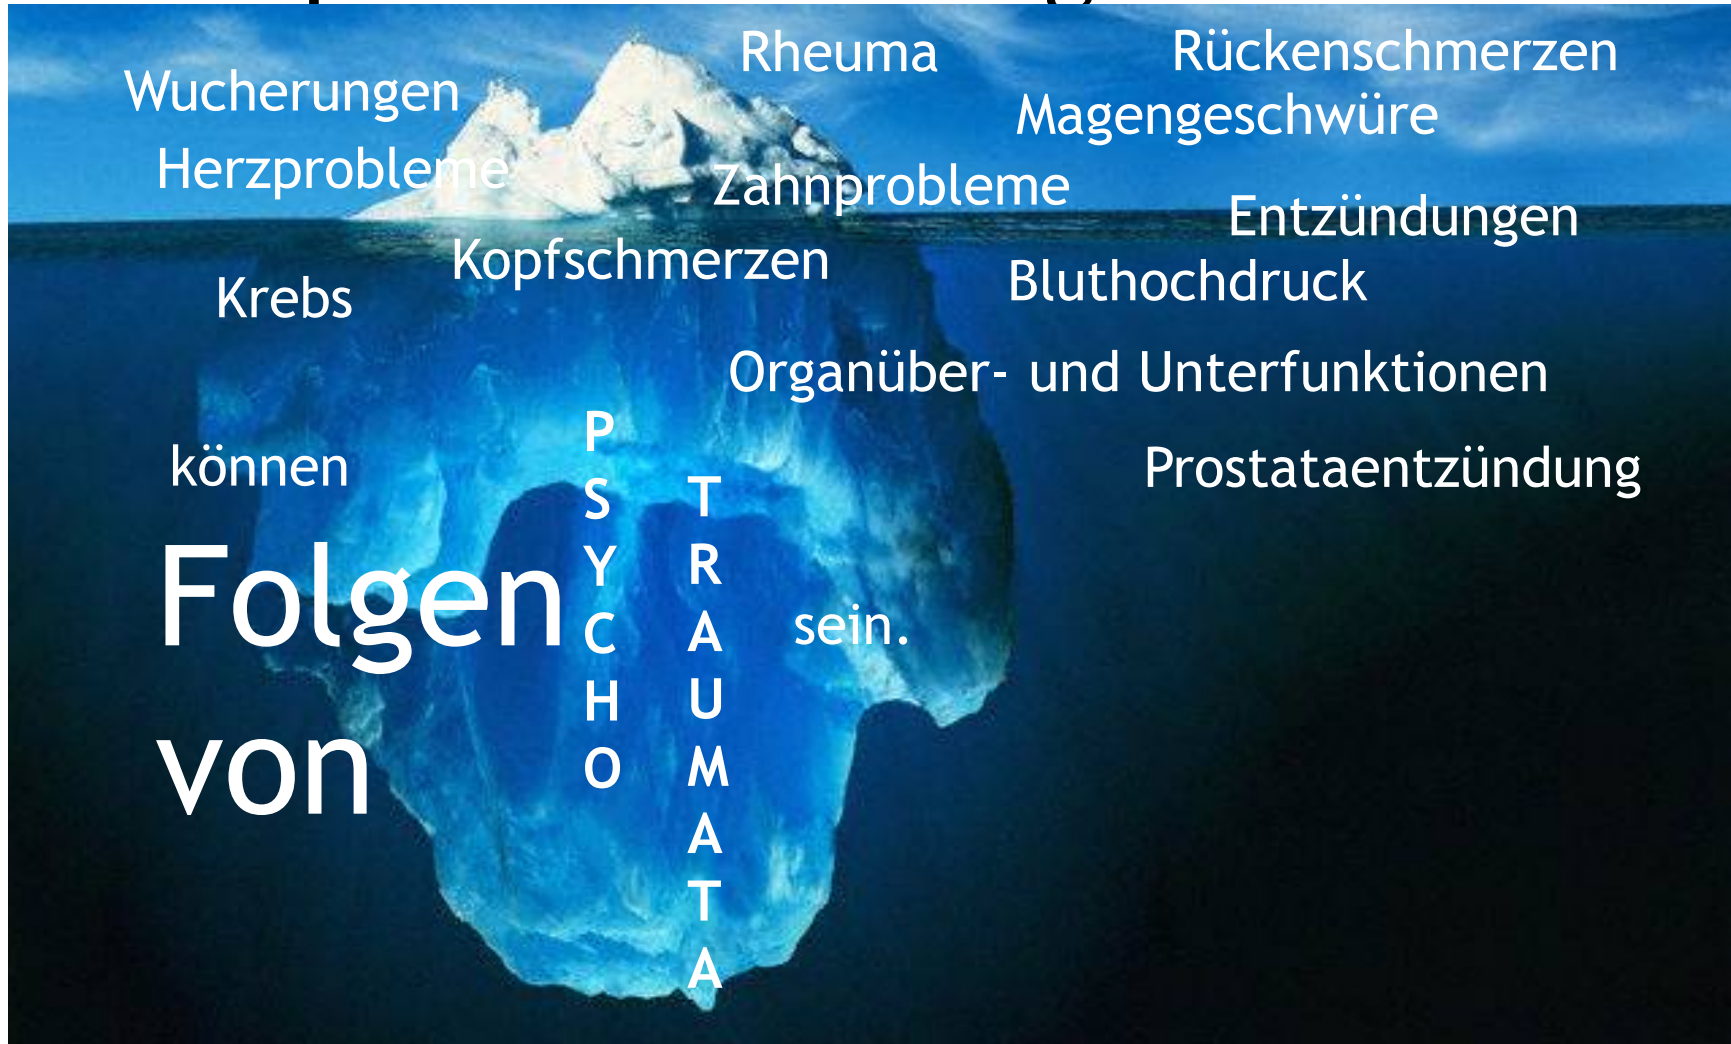 Rheuma
Rückenschmerzen
Wucherungen
Magengeschwüre
Herzprobleme
Zahnprobleme
Entzündungen
Kopfschmerzen
Bluthochdruck
Krebs
Organüber- und Unterfunktionen
Prostataentzündung
können
Folgen
von
PSYCHO
TRAUMATA
sein.